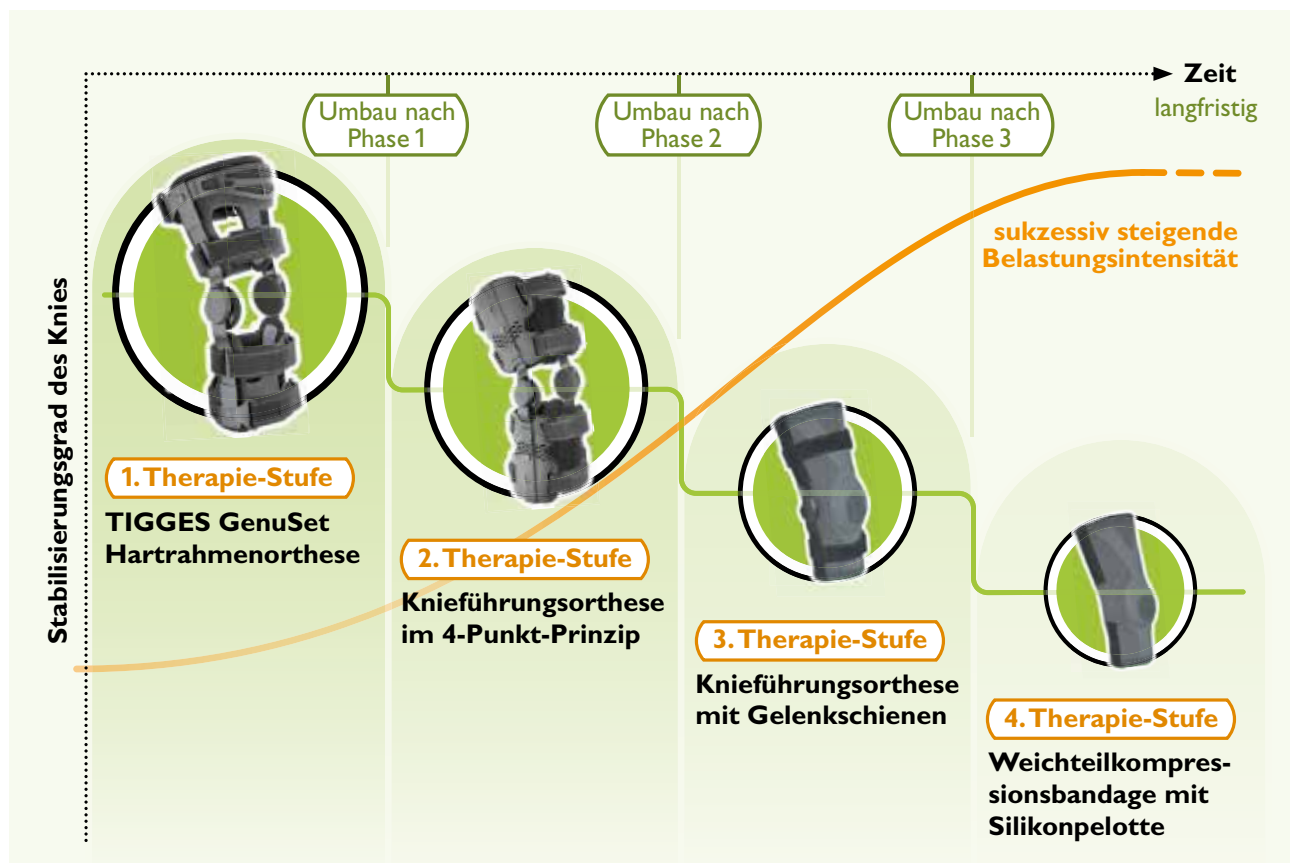 Zeit
langfristig
Umbau nach
Phase 1
Umbau nach
Phase 2
Umbau nach
Phase 3
sukzessiv steigende
Belastungsintensität
Stabilisierungsgrad des Knies
1. Therapie-Stufe
TIGGES GenuSet
Hartrahmenorthese
2. Therapie-Stufe
Knieführungsorthese
im 4-Punkt-Prinzip
3. Therapie-Stufe
Knieführungsorthese
mit Gelenkschienen
4. Therapie-Stufe
Weichteilkompres-
sionsbandage mit
Silikonpelotte